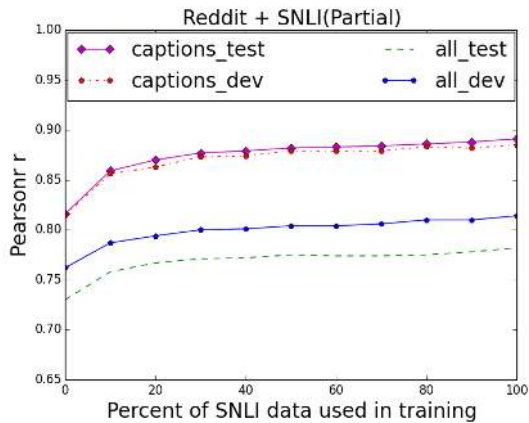 Reddit + SNLI(Partial)
captions_test
all_test
captions_dev
all_dev
1.00
0.95
0.90
0.85
0.80
0.75
0.70
0.65
Pearsonr r
0 20 40 60 80 100
Percent of SNLI data used in training